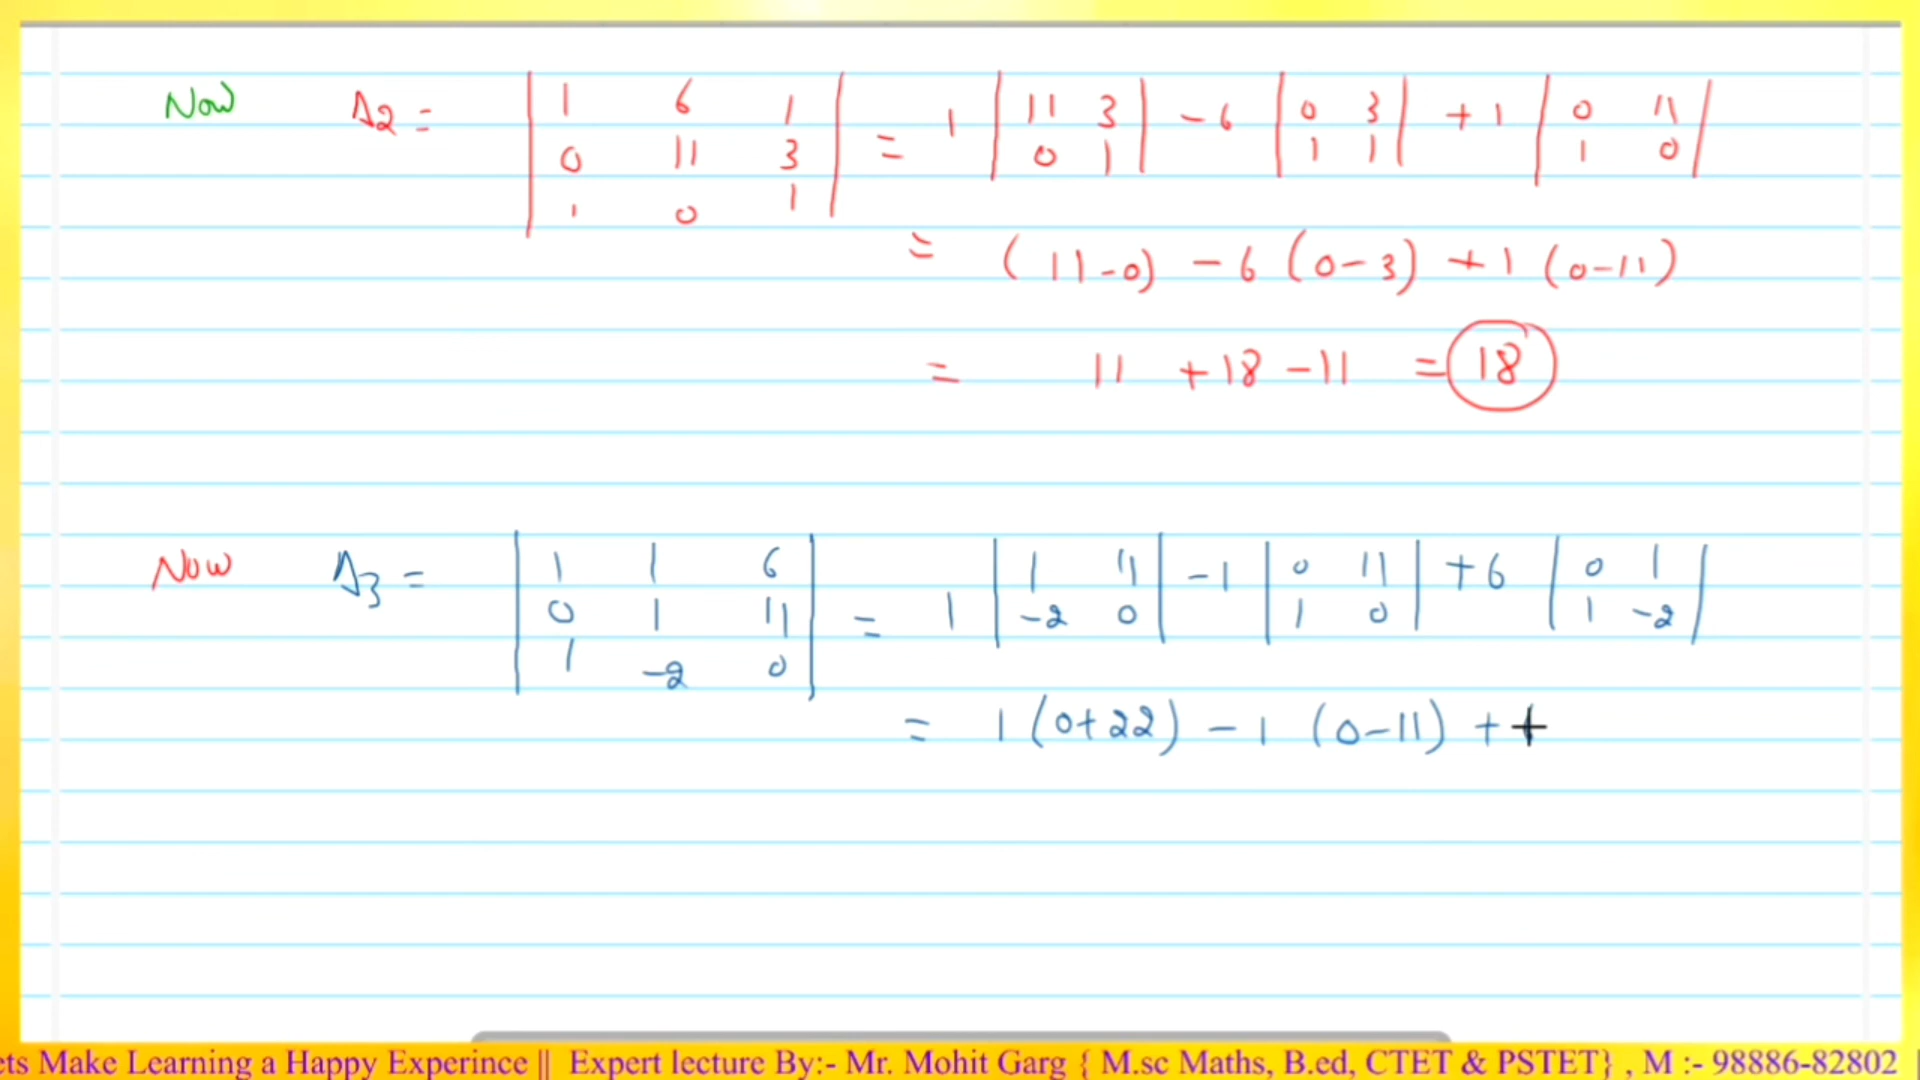 Now Δ2 = | 1 6 1 | = 1 | 11 3 | - 6 | 0 3 | + 1 | 0 11 |
| 0 11 3 | | 0 1 | | 1 1 | | 1 0 |
| 1 0 1 |
= (11-0) - 6 (0-3) + 1 (0-11)
= 11 + 18 - 11 = 18
Now Δ3 = | 1 1 6 | = 1 | 1 11 | - 1 | 0 11 | + 6 | 0 1 |
| 0 1 11 | | -2 0 | | 1 0 | | 1 -2 |
| 1 -2 0 |
= 1 (0+22) - 1 (0-11) +
ets Make Learning a Happy Experince || Expert lecture By:- Mr. Mohit Garg { M.sc Maths, B.ed, CTET & PSTET} , M :- 98886-82802